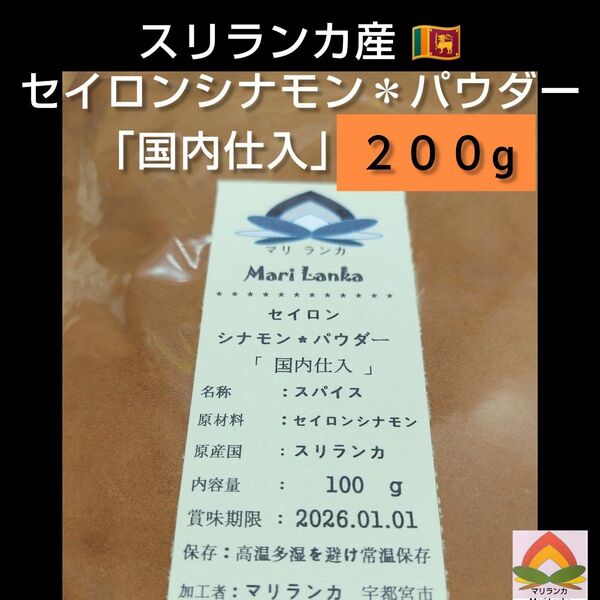 スリランカ産
セイロンシナモン＊パウダー
「国内仕入」 ２００g
マリ ランカ
Mari Lanka
＊＊＊＊＊＊＊＊＊＊＊＊
セイロン
シナモン＊パウダー
「 国内仕入 」
名称 ：スパイス
原材料 ：セイロンシナモン
原産国 ：スリランカ
内容量 ： 100 g
賞味期限 ：2026.01.01
保存：高温多湿を避け常温保存
加工者：マリランカ 宇都宮市
マリランカ